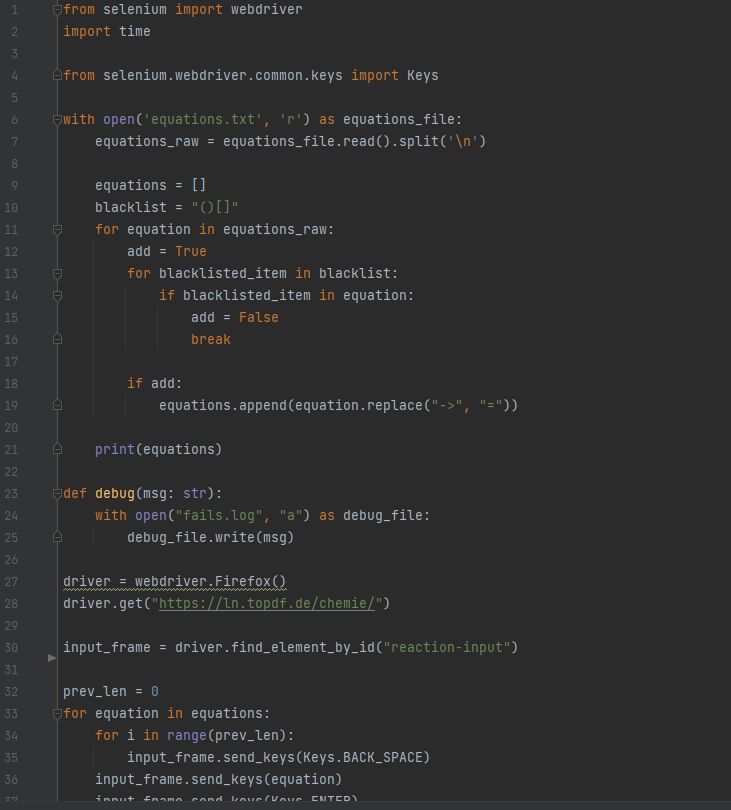 1 from selenium import webdriver
2 import time
3
4 from selenium.webdriver.common.keys import Keys
5
6 with open('equations.txt', 'r') as equations_file:
7     equations_raw = equations_file.read().split('\n')
8
9     equations = []
10     blacklist = "()[]"
11     for equation in equations_raw:
12         add = True
13         for blacklisted_item in blacklist:
14             if blacklisted_item in equation:
15                 add = False
16                 break
17
18         if add:
19             equations.append(equation.replace("->", "="))
20
21     print(equations)
22
23 def debug(msg: str):
24     with open("fails.log", "a") as debug_file:
25         debug_file.write(msg)
26
27 driver = webdriver.Firefox()
28 driver.get("https://ln.topdf.de/chemie/")
29
30 input_frame = driver.find_element_by_id("reaction-input")
31
32 prev_len = 0
33 for equation in equations:
34     for i in range(prev_len):
35         input_frame.send_keys(Keys.BACK_SPACE)
36     input_frame.send_keys(equation)
37     input_frame.send_keys(Keys.ENTER)